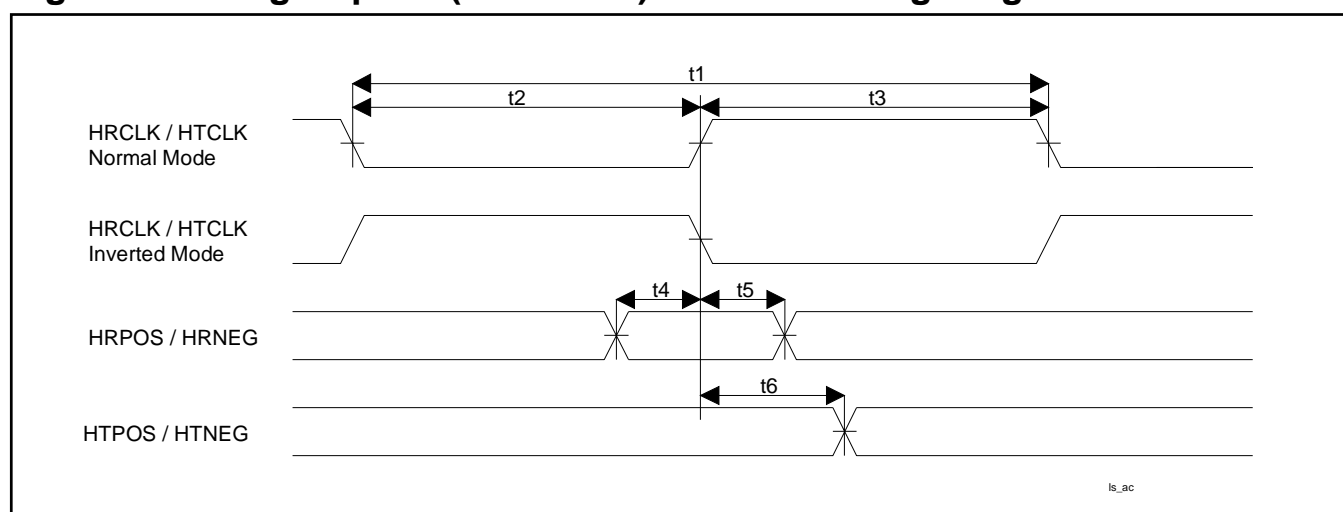 t1
t2
t3
HRCLK / HTCLK
Normal Mode
HRCLK / HTCLK
Inverted Mode
t4
t5
HRPOS / HRNEG
t6
HTPOS / HTNEG
ls_ac